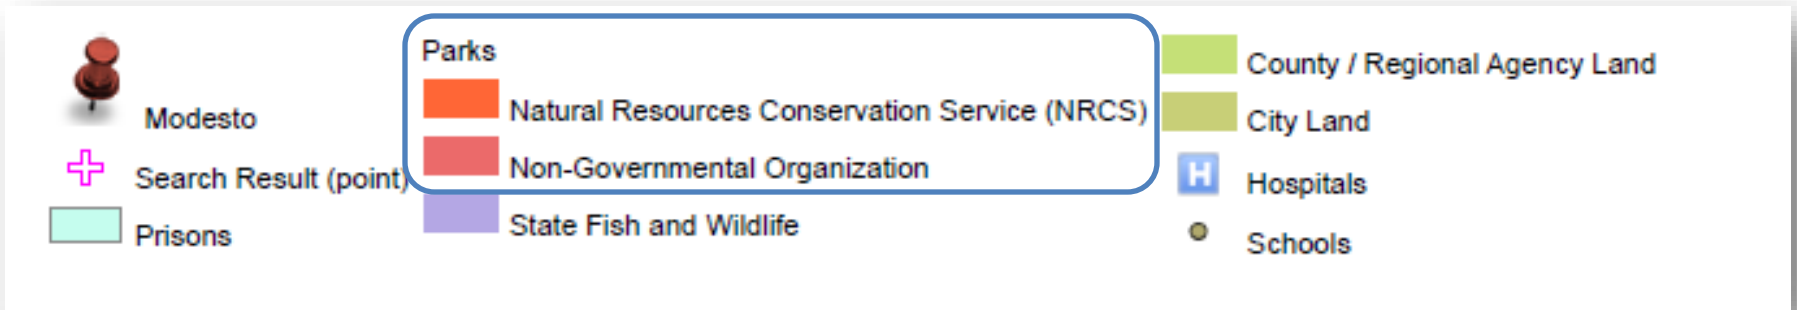 Modesto
Search Result (point)
Prisons
Parks
Natural Resources Conservation Service (NRCS)
Non-Governmental Organization
State Fish and Wildlife
County / Regional Agency Land
City Land
H
Hospitals
Schools